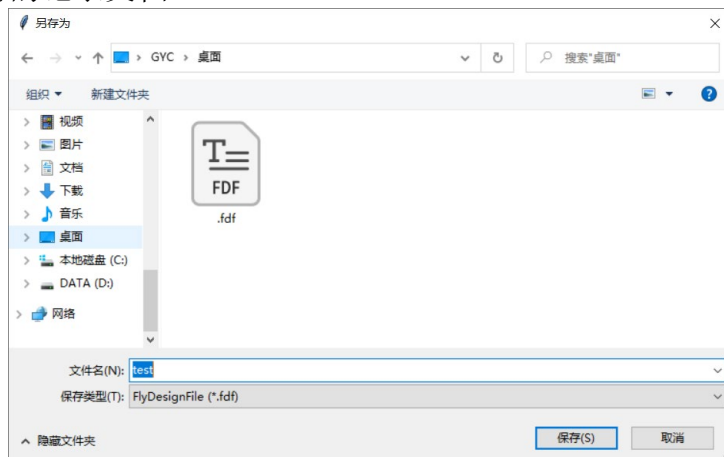 另存为
GYC › 桌面
搜索"桌面"
组织
新建文件夹
视频
图片
文档
下载
音乐
桌面
本地磁盘 (C:)
DATA (D:)
网络
FDF
.fdf
文件名(N): test
保存类型(T): FlyDesignFile (*.fdf)
隐藏文件夹
保存(S)
取消